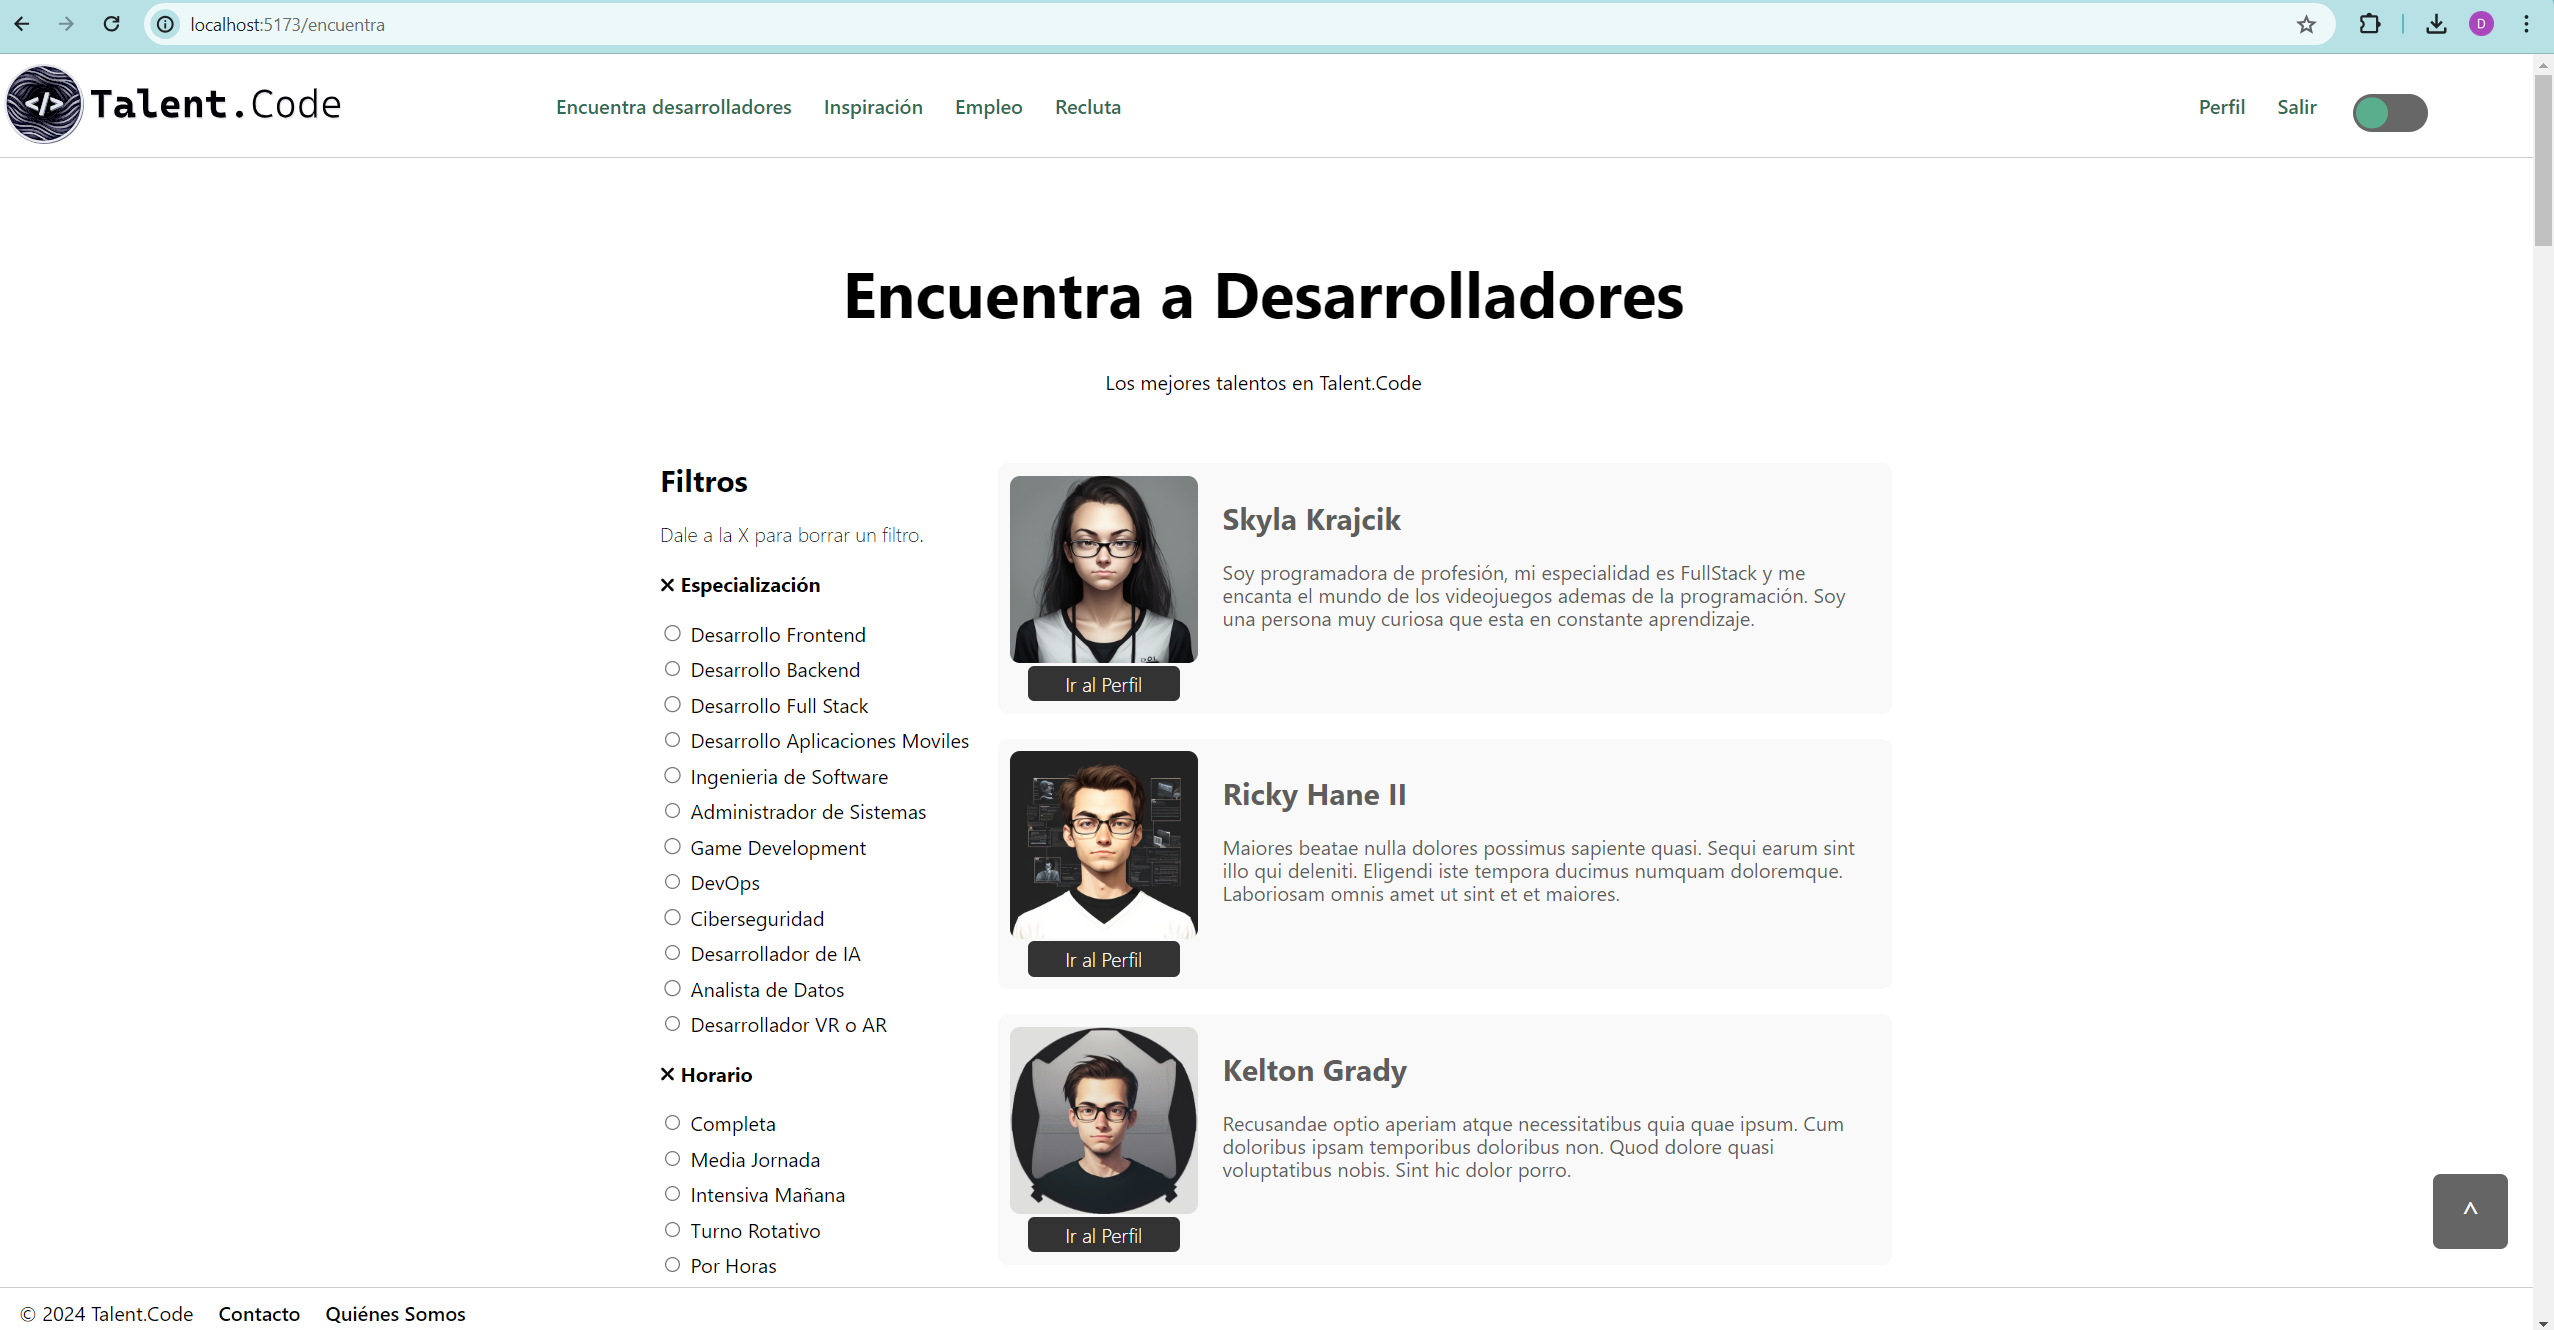 localhost:5173/encuentra
D
</> Talent.Code
Encuentra desarrolladores Inspiración Empleo Recluta Perfil Salir
Encuentra a Desarrolladores
Los mejores talentos en Talent.Code
Filtros
Dale a la X para borrar un filtro.
× Especialización
Desarrollo Frontend
Desarrollo Backend
Desarrollo Full Stack
Desarrollo Aplicaciones Moviles
Ingenieria de Software
Administrador de Sistemas
Game Development
DevOps
Ciberseguridad
Desarrollador de IA
Analista de Datos
Desarrollador VR o AR
× Horario
Completa
Media Jornada
Intensiva Mañana
Turno Rotativo
Por Horas
Skyla Krajcik
Soy programadora de profesión, mi especialidad es FullStack y me
encanta el mundo de los videojuegos ademas de la programación. Soy
una persona muy curiosa que esta en constante aprendizaje.
Ir al Perfil
Ricky Hane II
Maiores beatae nulla dolores possimus sapiente quasi. Sequi earum sint
illo qui deleniti. Eligendi iste tempora ducimus numquam doloremque.
Laboriosam omnis amet ut sint et et maiores.
Ir al Perfil
Kelton Grady
Recusandae optio aperiam atque necessitatibus quia quae ipsum. Cum
doloribus ipsam temporibus doloribus non. Quod dolore quasi
voluptatibus nobis. Sint hic dolor porro.
Ir al Perfil
^
© 2024 Talent.Code Contacto Quiénes Somos